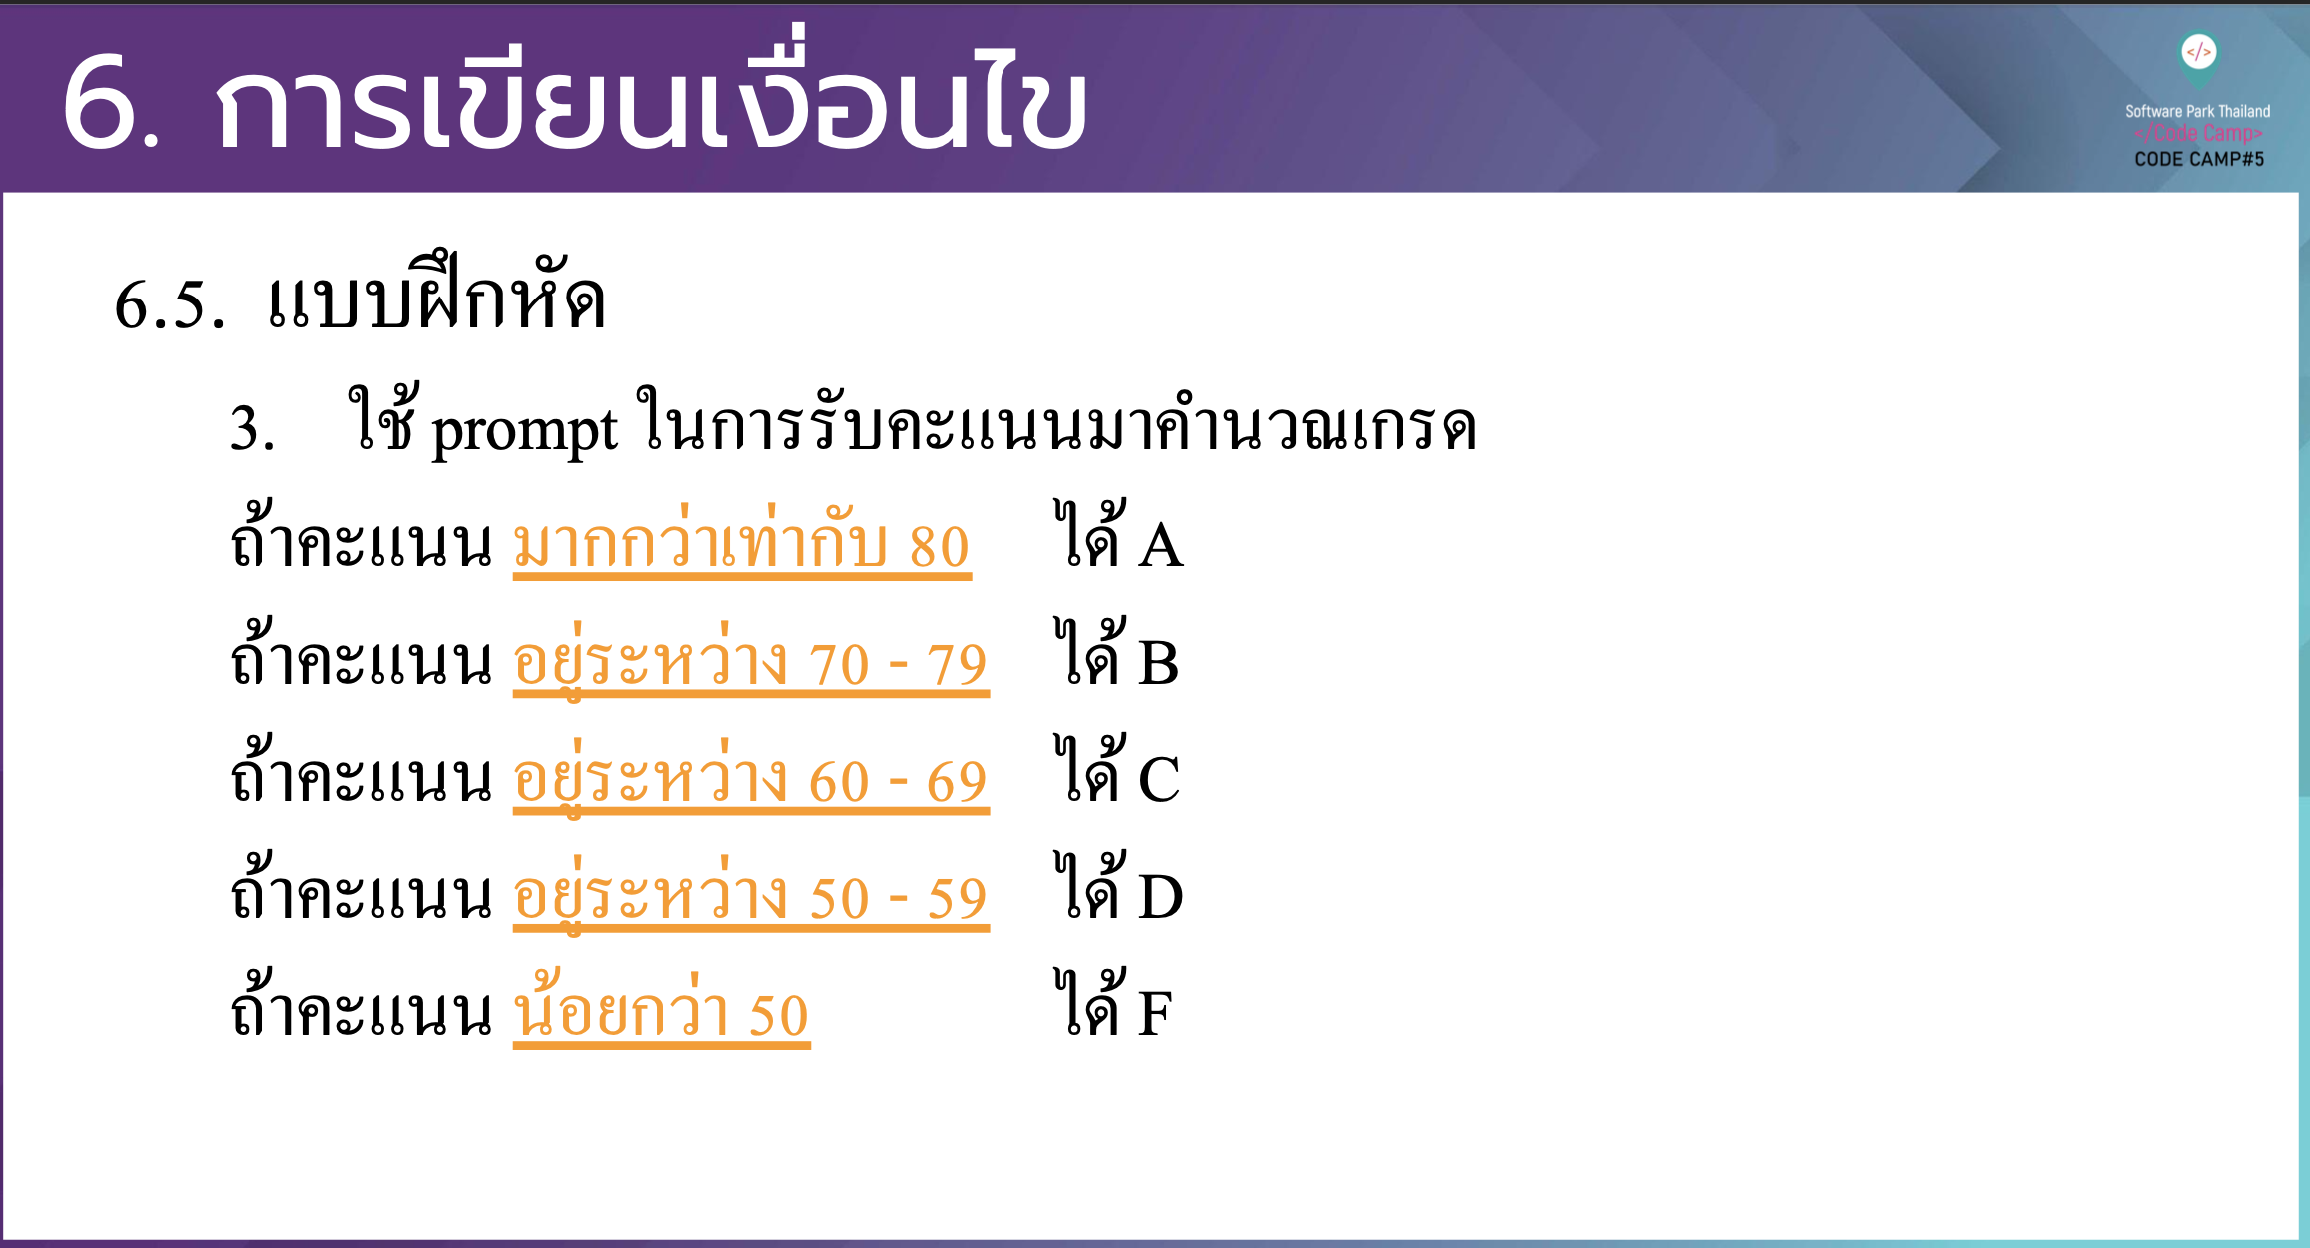 6. การเขียนเงื่อนไข
</>
Software Park Thailand
</Code Camp>
CODE CAMP#5
6.5. แบบฝึกหัด
3. ใช้ prompt ในการรับคะแนนมาคำนวณเกรด
ถ้าคะแนน มากกว่าเท่ากับ 80 ได้ A
ถ้าคะแนน อยู่ระหว่าง 70 - 79 ได้ B
ถ้าคะแนน อยู่ระหว่าง 60 - 69 ได้ C
ถ้าคะแนน อยู่ระหว่าง 50 - 59 ได้ D
ถ้าคะแนน น้อยกว่า 50 ได้ F